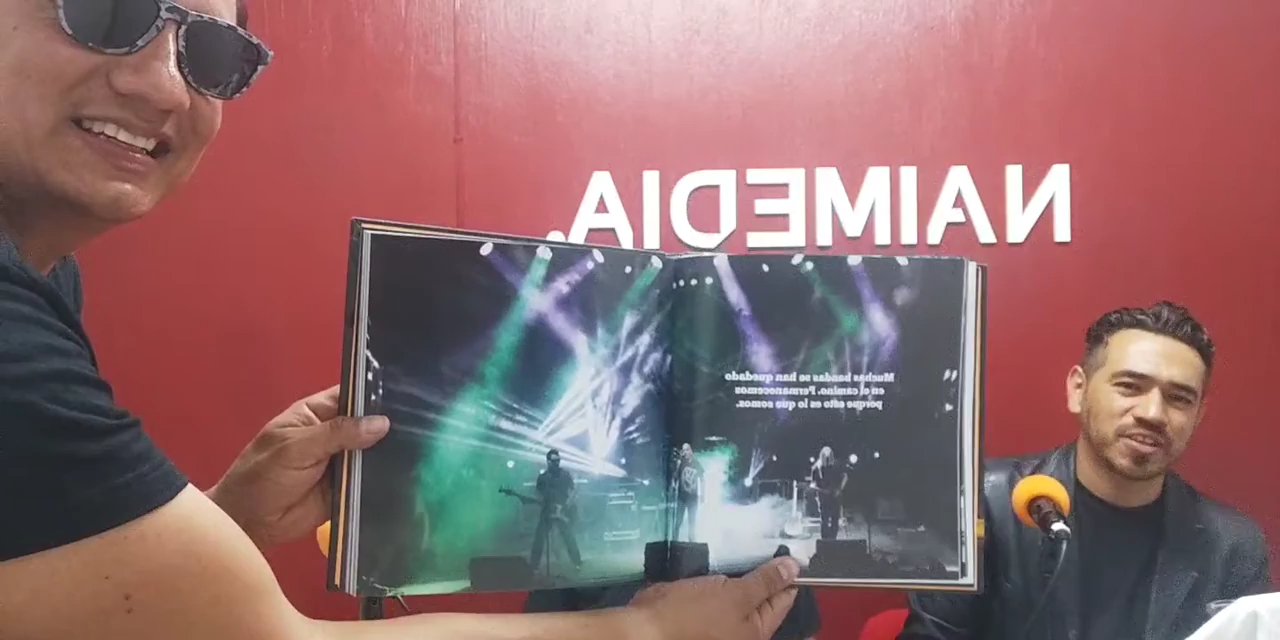 NAIMEDIA.
Muchas bandas se han quedado
en el camino. Permanecemos
porque esto es lo que somos.